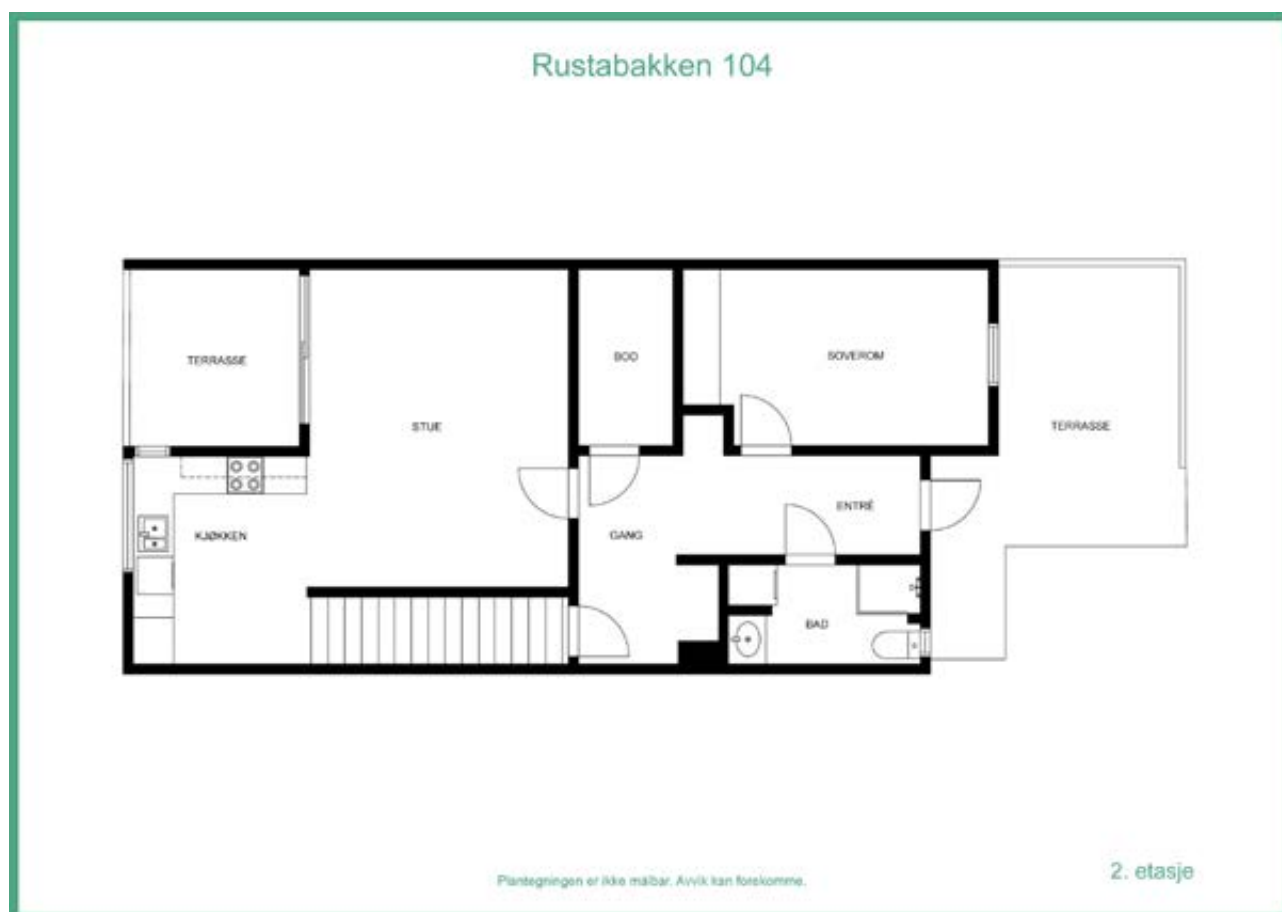 Rustabakken 104
TERRASSE
BOD
SOVEROM
STUE
TERRASSE
ENTRÉ
KJØKKEN
GANG
BAD
2. etasje
Plantegningen er ikke målbar. Avvik kan forekomme.